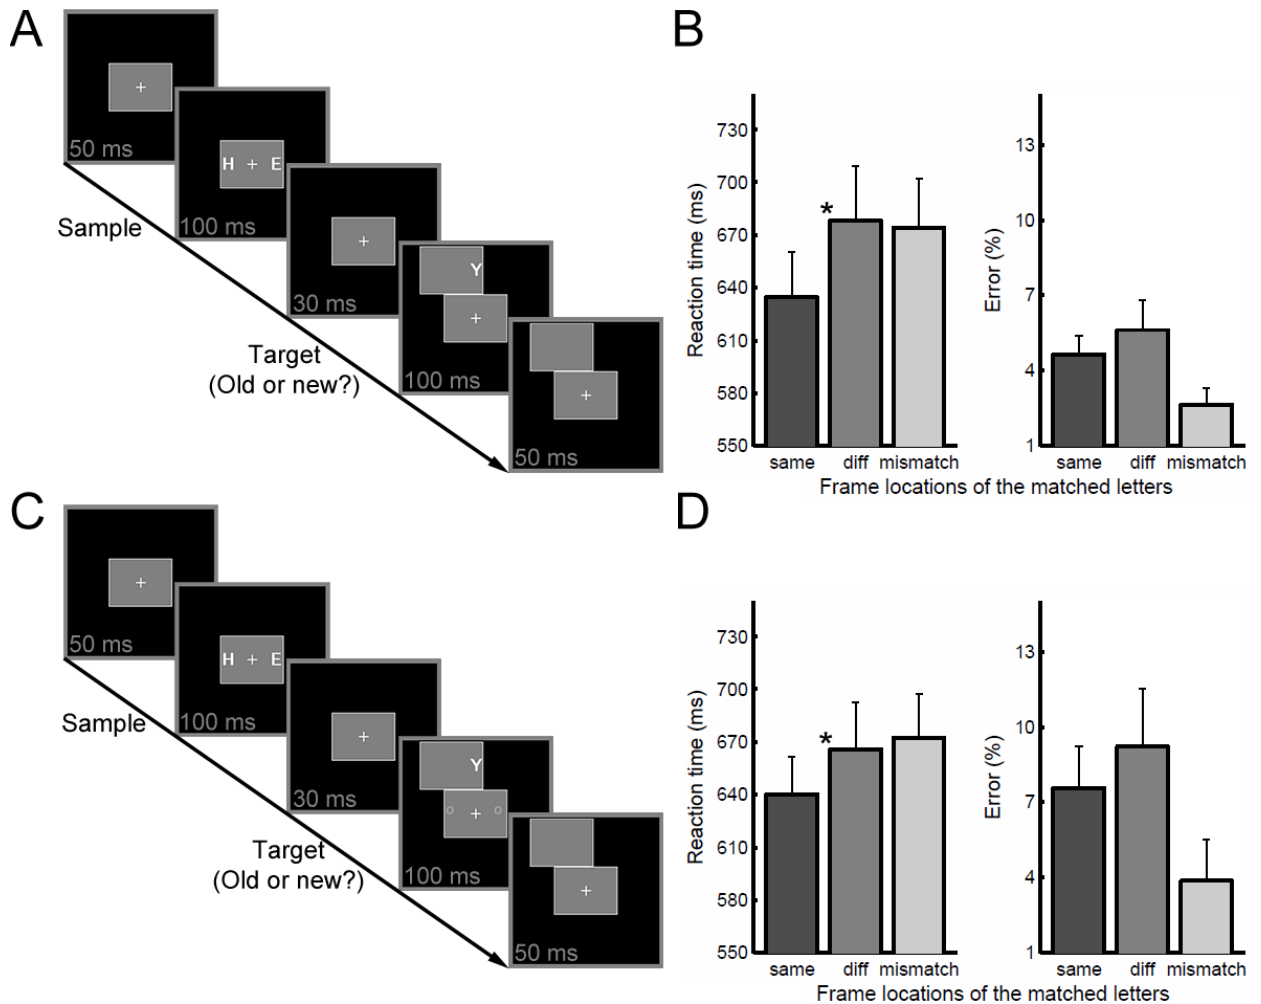 A
+
50 ms
H + E
100 ms
+
30 ms
Y
+
100 ms
+
50 ms
Sample
Target
(Old or new?)
B
Reaction time (ms)
730
700
670
640
610
580
550
*
same diff mismatch
Error (%)
13
10
7
4
1
same diff mismatch
Frame locations of the matched letters
C
+
50 ms
H + E
100 ms
+
30 ms
Y
o + o
100 ms
+
50 ms
Sample
Target
(Old or new?)
D
Reaction time (ms)
730
700
670
640
610
580
550
*
same diff mismatch
Error (%)
13
10
7
4
1
same diff mismatch
Frame locations of the matched letters